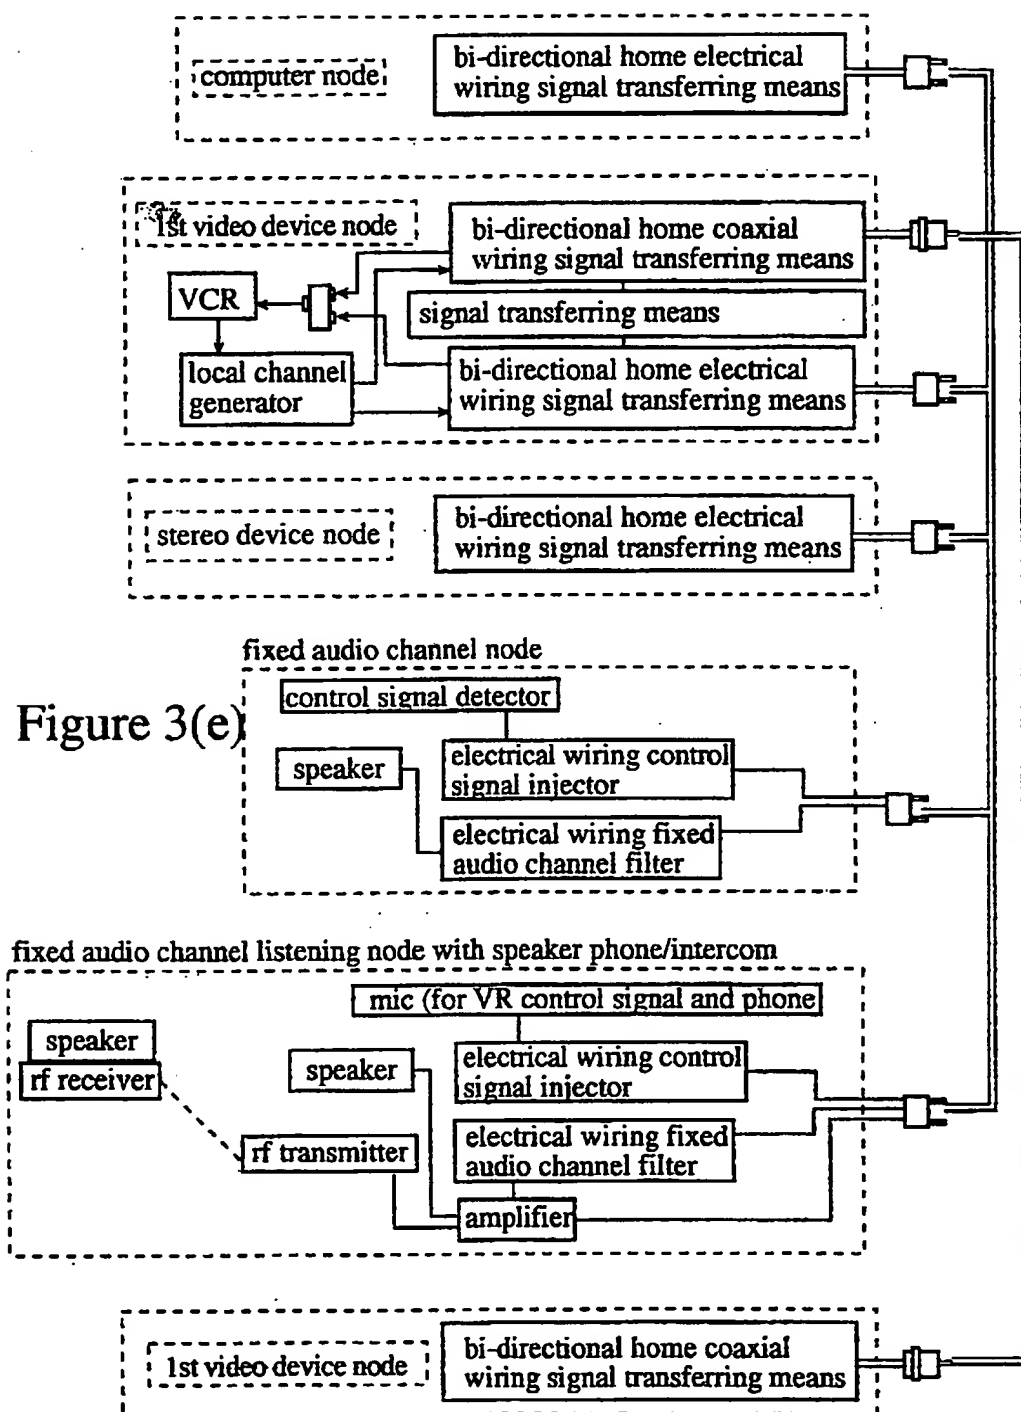 computer node
bi-directional home electrical
wiring signal transferring means
1st video device node
bi-directional home coaxial
wiring signal transferring means
VCR
signal transferring means
local channel
generator
bi-directional home electrical
wiring signal transferring means
stereo device node
bi-directional home electrical
wiring signal transferring means
fixed audio channel node
control signal detector
Figure 3(e)
speaker
electrical wiring control
signal injector
electrical wiring fixed
audio channel filter
fixed audio channel listening node with speaker phone/intercom
mic (for VR control signal and phone
speaker
rf receiver
speaker
electrical wiring control
signal injector
rf transmitter
electrical wiring fixed
audio channel filter
amplifier
1st video device node
bi-directional home coaxial
wiring signal transferring means